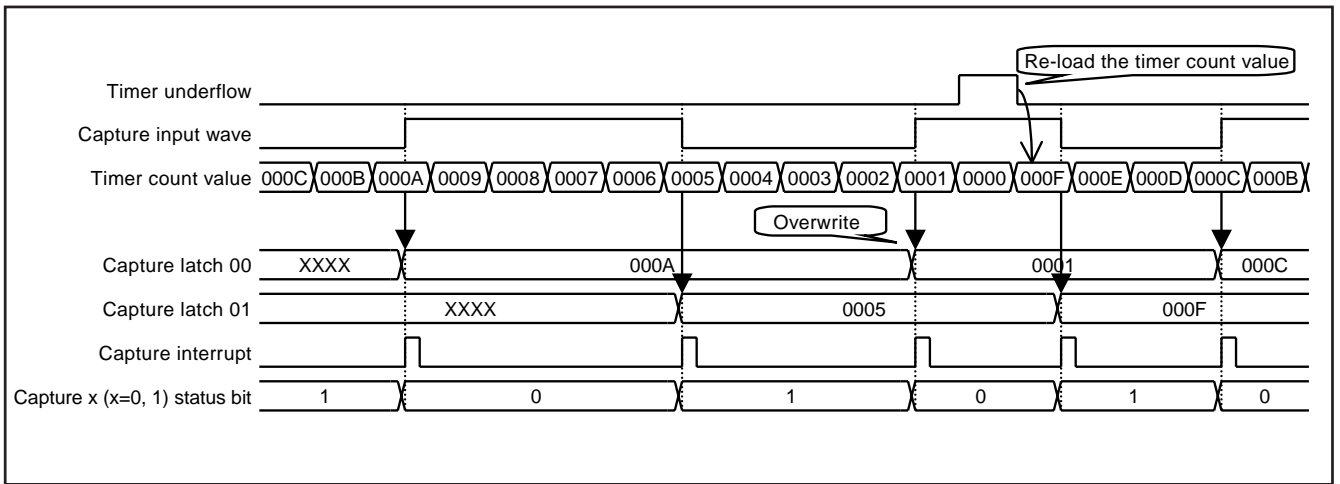 Re-load the timer count value
Timer underflow
Capture input wave
Timer count value 000C 000B 000A 0009 0008 0007 0006 0005 0004 0003 0002 0001 0000 000F 000E 000D 000C 000B
Overwrite
Capture latch 00 XXXX 000A 0001 000C
Capture latch 01 XXXX 0005 000F
Capture interrupt
Capture x (x=0, 1) status bit 1 0 1 0 1 0